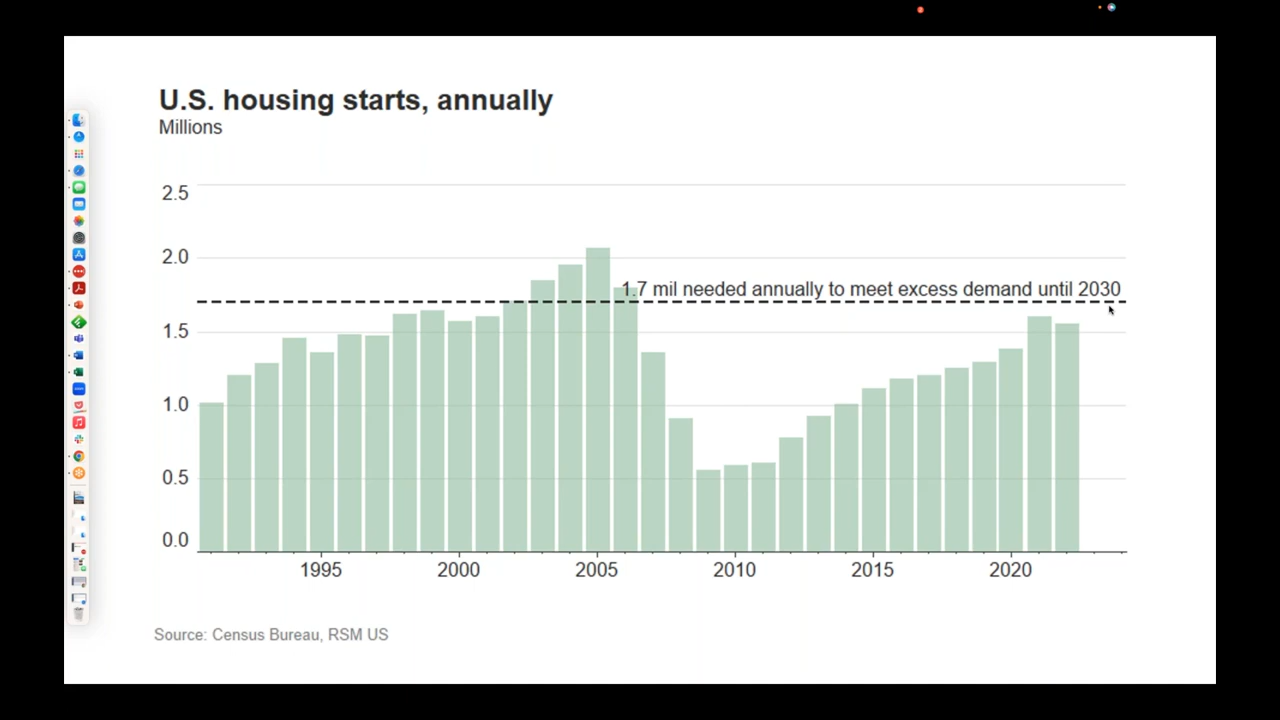 U.S. housing starts, annually
Millions
2.5
2.0
1.7 mil needed annually to meet excess demand until 2030
1.5
1.0
0.5
0.0
1995 2000 2005 2010 2015 2020
Source: Census Bureau, RSM US